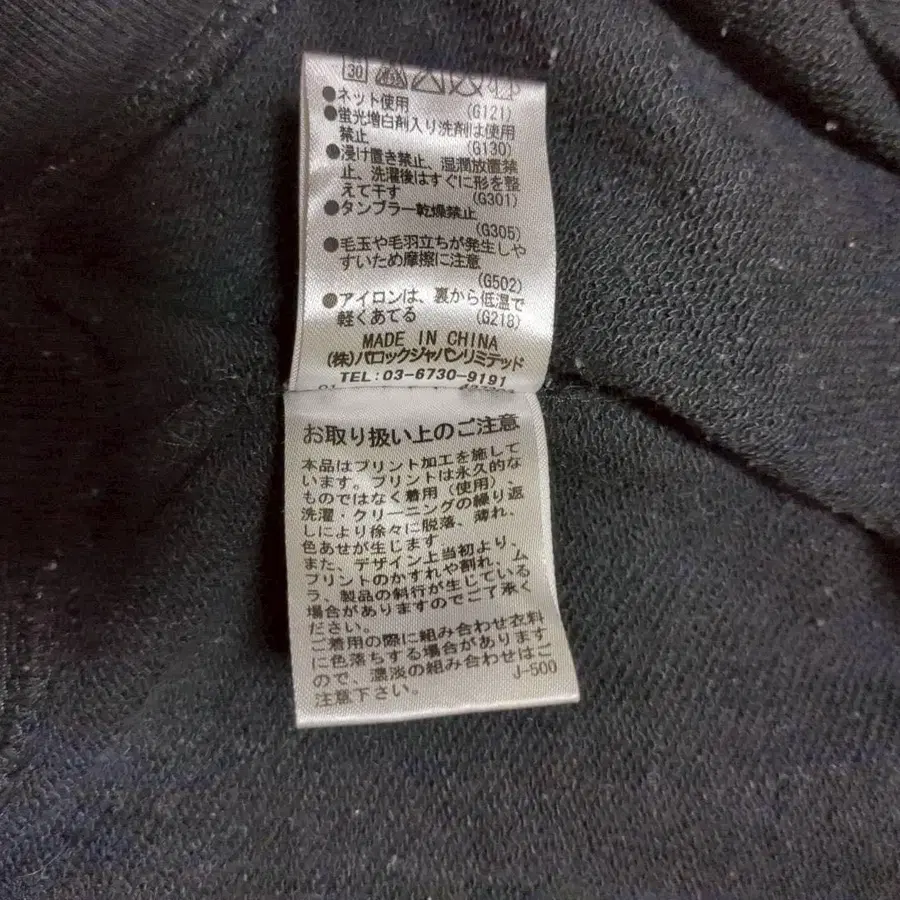 30
●ネット使用 (G121)
●蛍光増白剤入り洗剤は使用
禁止 (G130)
●浸け置き禁止、湿潤放置禁
止、洗濯後はすぐに形を整
えて干す (G301)
●タンブラー乾燥禁止
(G305)
●毛玉や毛羽立ちが発生しや
すいため摩擦に注意
(G502)
●アイロンは、裏から低温で
軽くあてる (G218)
MADE IN CHINA
(株)バロックジャパンリミテッド
TEL:03-6730-9191
お取り扱い上のご注意
本品はプリント加工を施して
います。プリントは永久的な
ものではなく着用(使用)、
洗濯・クリーニングの繰り返
しにより徐々に脱落、薄れ、
色あせが生じます
また、デザイン上当初より、
プリントのかすれや割れ、ム
ラ、製品の斜行が生じている
場合がありますのでご了承く
ださい。
ご着用の際に組み合わせ衣料
に色落ちする場合があります
ので、濃淡の組み合わせはご
注意下さい。 J-500